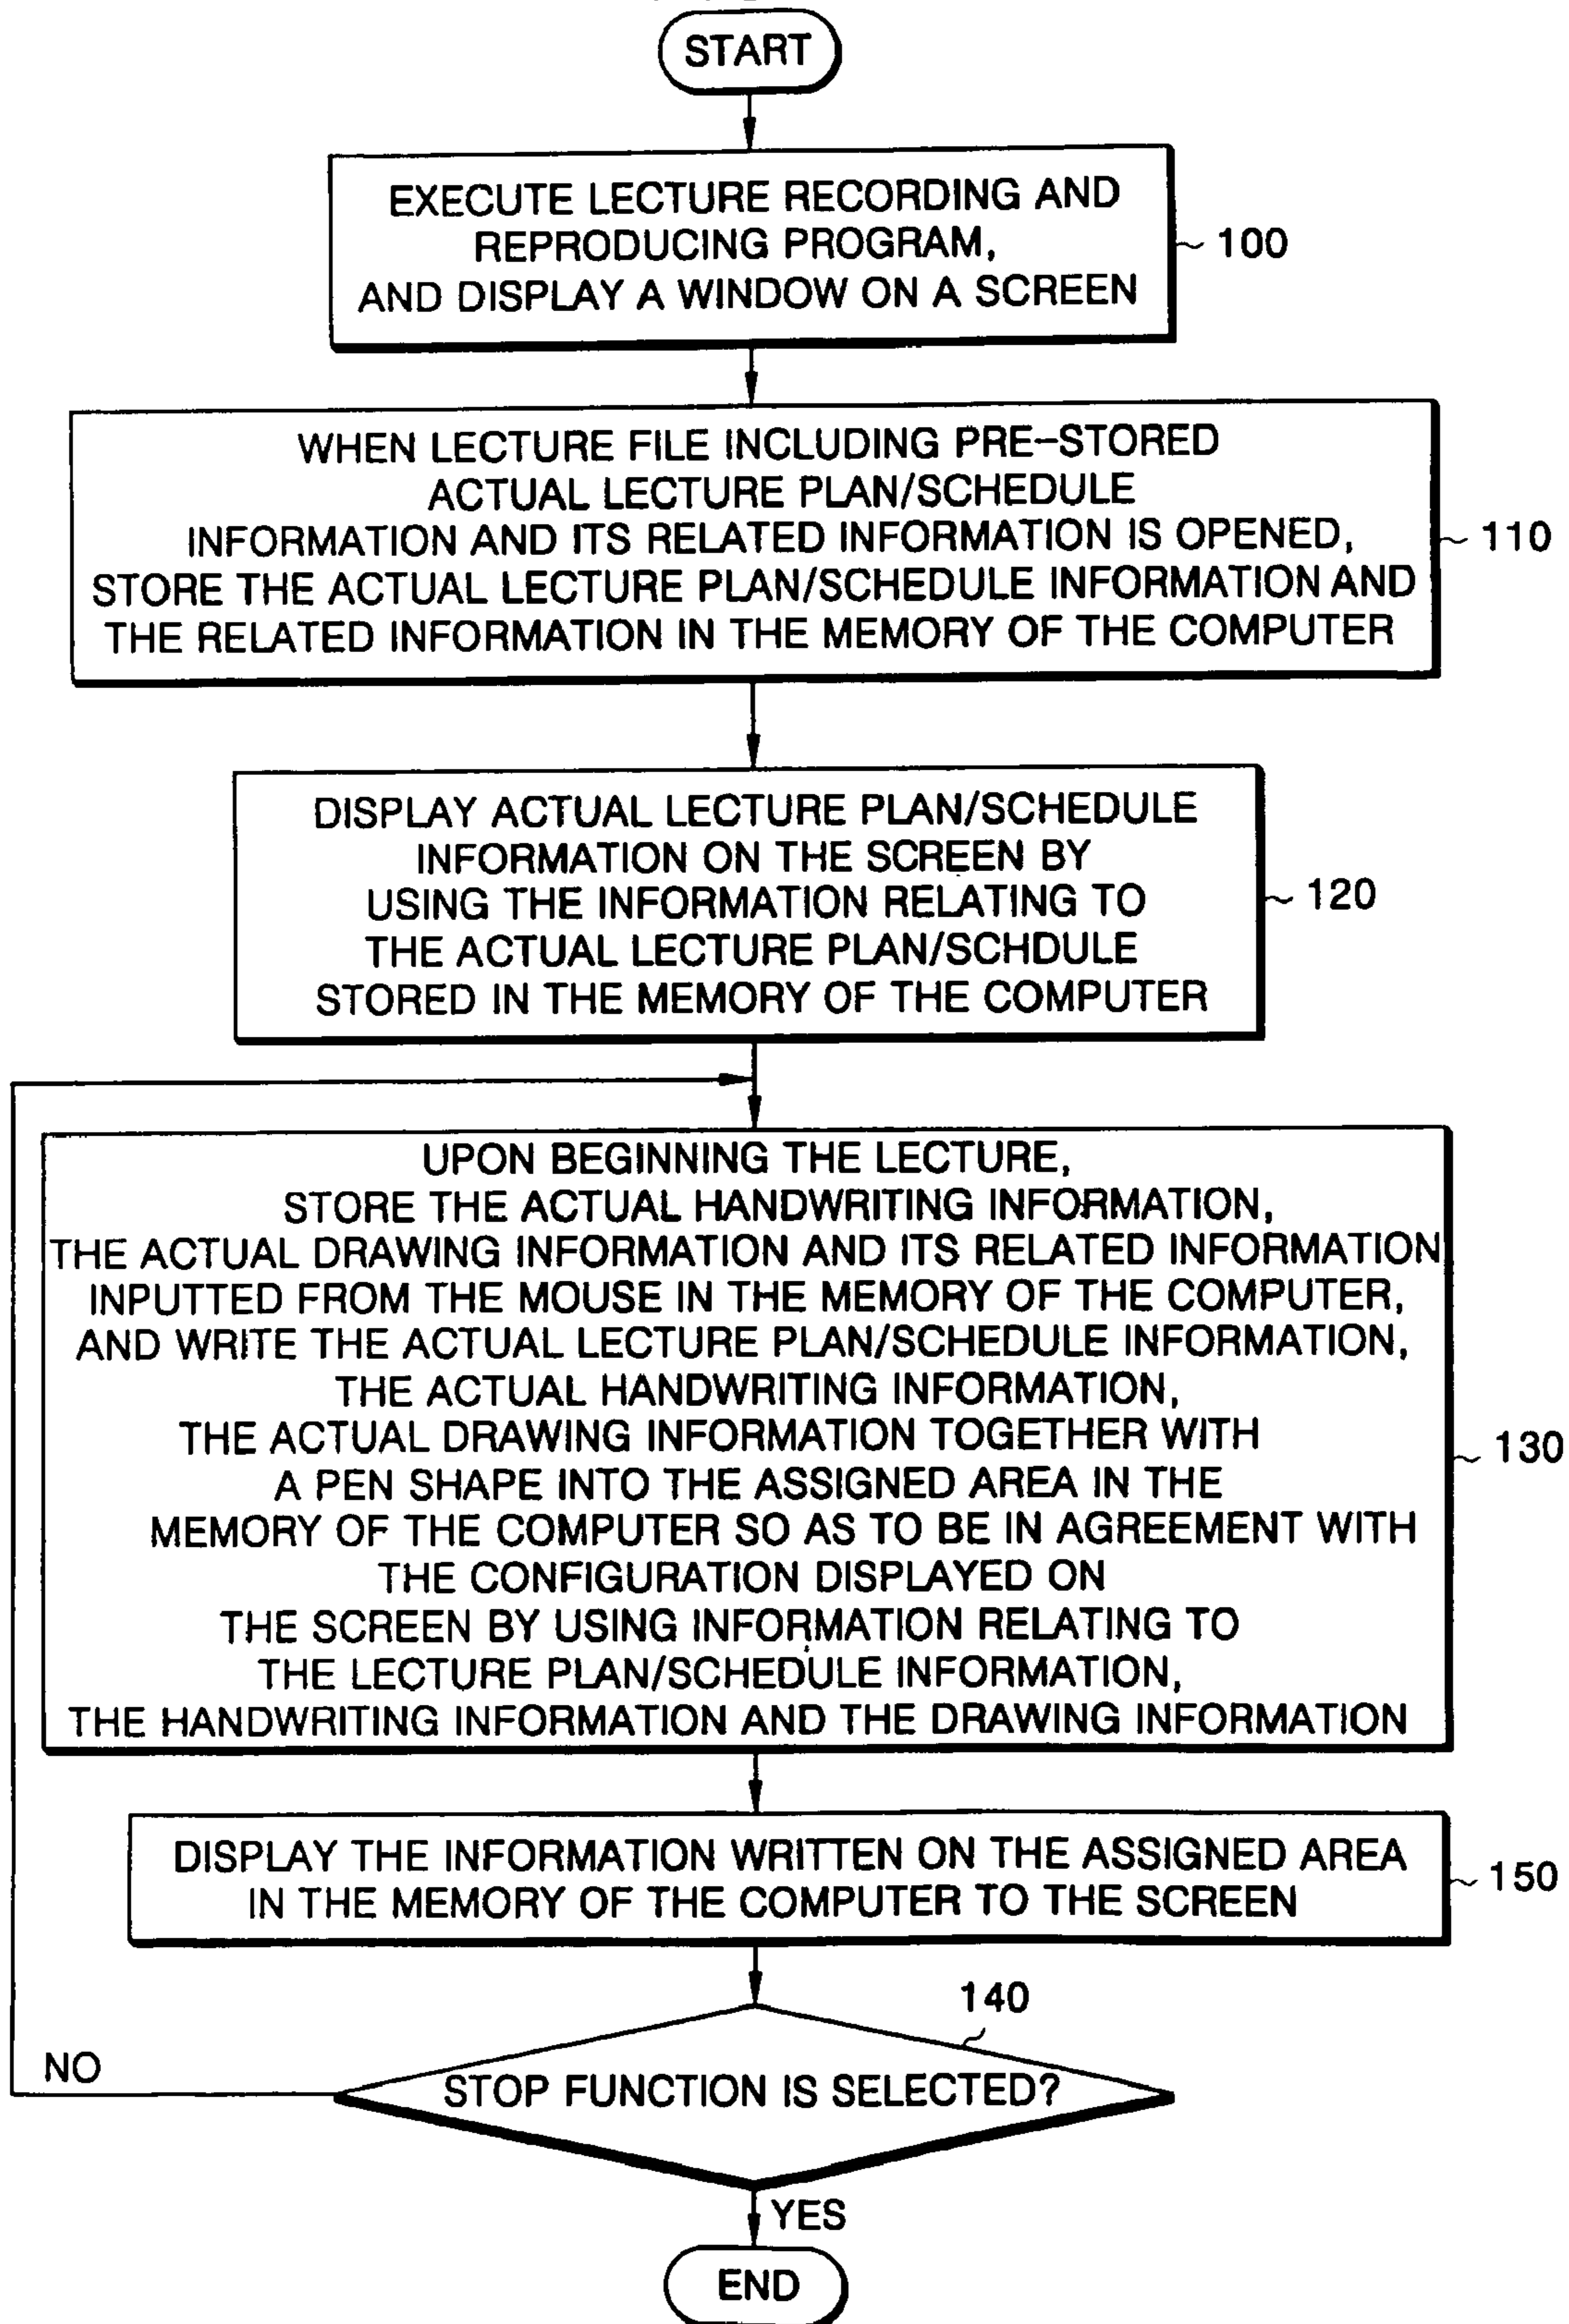 START
EXECUTE LECTURE RECORDING AND
REPRODUCING PROGRAM,
AND DISPLAY A WINDOW ON A SCREEN
100
WHEN LECTURE FILE INCLUDING PRE-STORED
ACTUAL LECTURE PLAN/SCHEDULE
INFORMATION AND ITS RELATED INFORMATION IS OPENED,
STORE THE ACTUAL LECTURE PLAN/SCHEDULE INFORMATION AND
THE RELATED INFORMATION IN THE MEMORY OF THE COMPUTER
110
DISPLAY ACTUAL LECTURE PLAN/SCHEDULE
INFORMATION ON THE SCREEN BY
USING THE INFORMATION RELATING TO
THE ACTUAL LECTURE PLAN/SCHDULE
STORED IN THE MEMORY OF THE COMPUTER
120
UPON BEGINNING THE LECTURE,
STORE THE ACTUAL HANDWRITING INFORMATION,
THE ACTUAL DRAWING INFORMATION AND ITS RELATED INFORMATION
INPUTTED FROM THE MOUSE IN THE MEMORY OF THE COMPUTER,
AND WRITE THE ACTUAL LECTURE PLAN/SCHEDULE INFORMATION,
THE ACTUAL HANDWRITING INFORMATION,
THE ACTUAL DRAWING INFORMATION TOGETHER WITH
A PEN SHAPE INTO THE ASSIGNED AREA IN THE
MEMORY OF THE COMPUTER SO AS TO BE IN AGREEMENT WITH
THE CONFIGURATION DISPLAYED ON
THE SCREEN BY USING INFORMATION RELATING TO
THE LECTURE PLAN/SCHEDULE INFORMATION,
THE HANDWRITING INFORMATION AND THE DRAWING INFORMATION
130
DISPLAY THE INFORMATION WRITTEN ON THE ASSIGNED AREA
IN THE MEMORY OF THE COMPUTER TO THE SCREEN
150
140
STOP FUNCTION IS SELECTED?
NO
YES
END